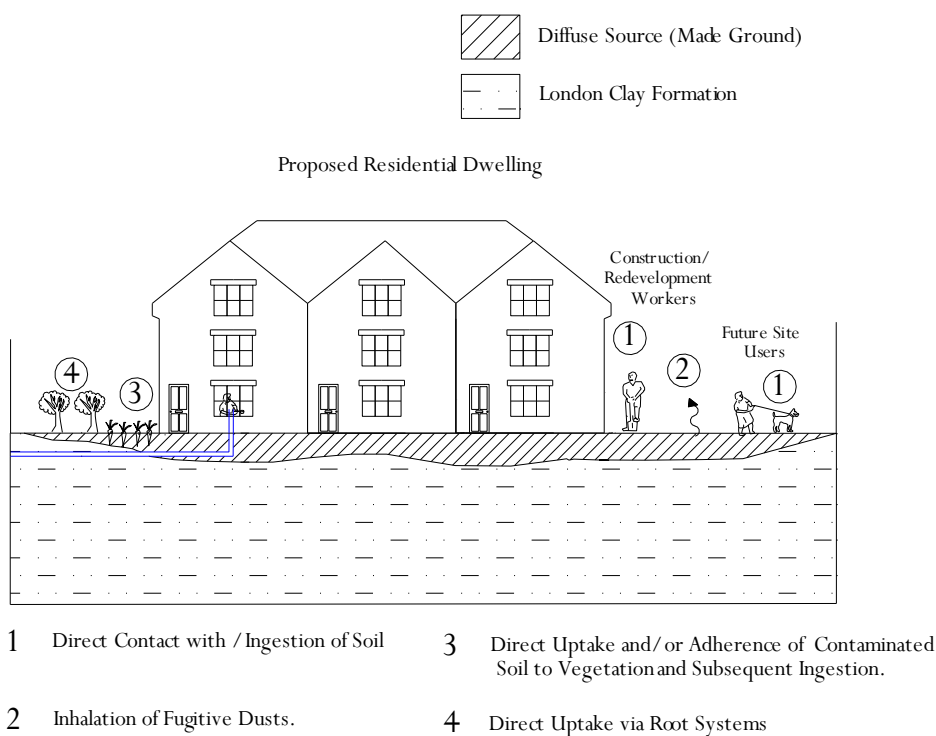 Diffuse Source (Made Ground)
London Clay Formation
Proposed Residential Dwelling
Construction/
Redevelopment
Workers
1
2
Future Site
Users
1
4
3
1 Direct Contact with / Ingestion of Soil
2 Inhalation of Fugitive Dusts.
3 Direct Uptake and/or Adherence of Contaminated
Soil to Vegetation and Subsequent Ingestion.
4 Direct Uptake via Root Systems